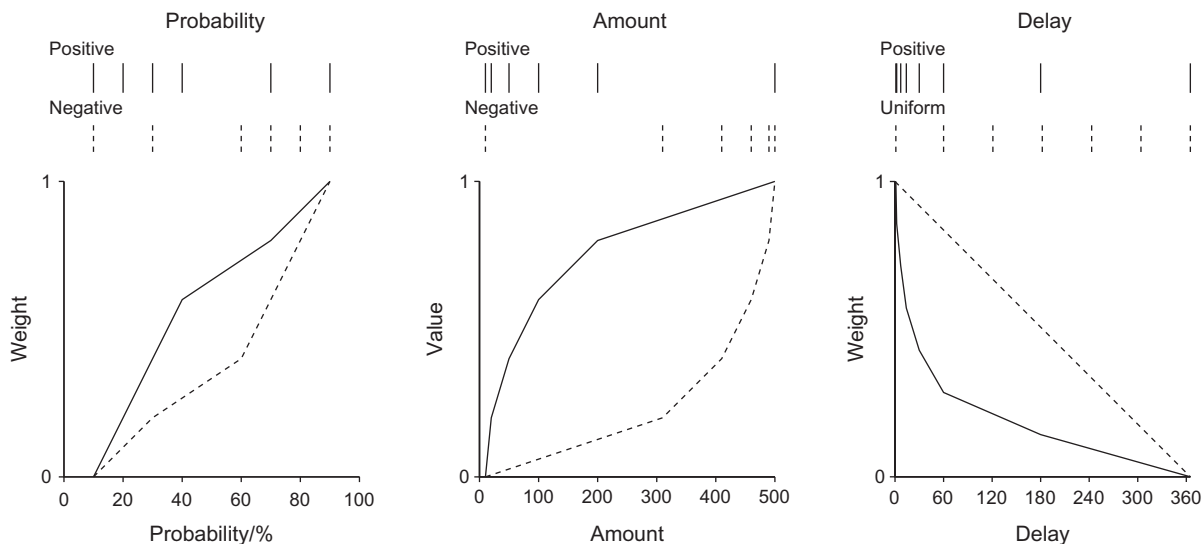 Probability
Positive
Negative
1
Weight
0
0 20 40 60 80 100
Probability/%
Amount
Positive
Negative
1
Value
0
0 100 200 300 400 500
Amount
Delay
Positive
Uniform
1
Weight
0
0 60 120 180 240 300 360
Delay